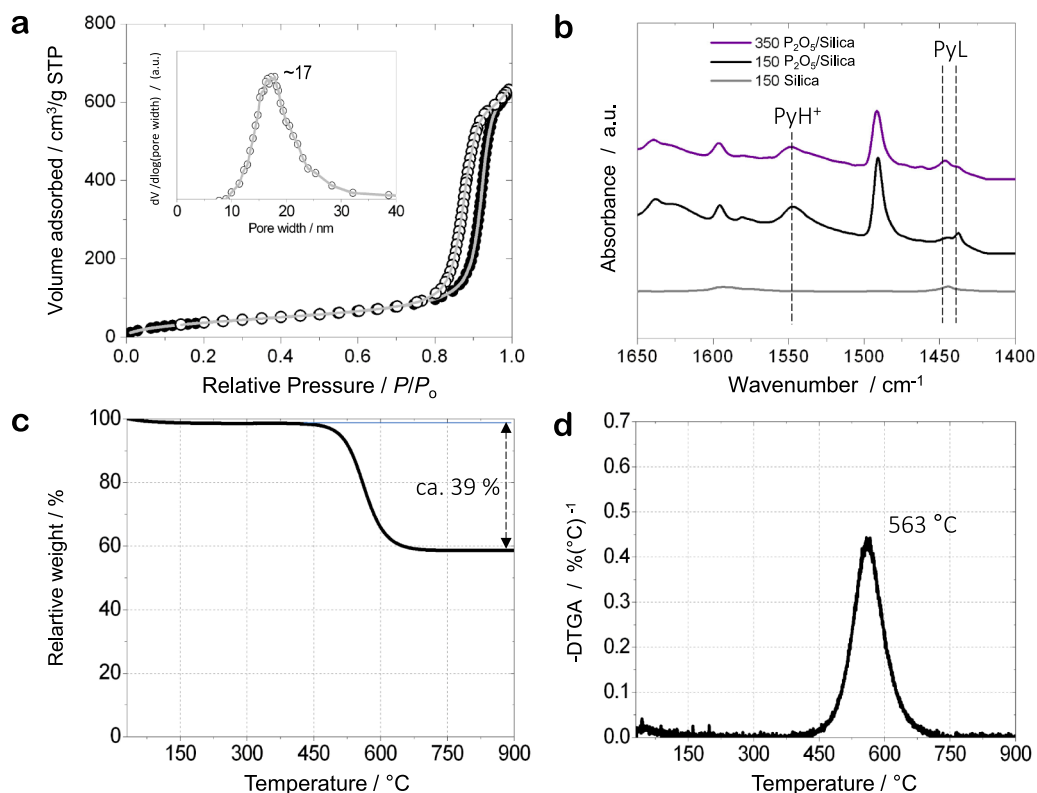 a
Volume adsorbed / cm³/g STP
800
600
400
200
0
0.0 0.2 0.4 0.6 0.8 1.0
Relative Pressure / P/Pₒ
dV /dlog(pore width) / (a.u.)
~17
0 10 20 30 40
Pore width / nm
b
350 P₂O₅/Silica
150 P₂O₅/Silica
150 Silica
PyH⁺
PyL
Absorbance / a.u.
1650 1600 1550 1500 1450 1400
Wavenumber / cm⁻¹
c
Relartive weight / %
100
80
60
40
20
0
ca. 39 %
150 300 450 600 750 900
Temperature / °C
d
-DTGA / %(°C)⁻¹
0.7
0.6
0.5
0.4
0.3
0.2
0.1
0.0
563 °C
150 300 450 600 750 900
Temperature / °C